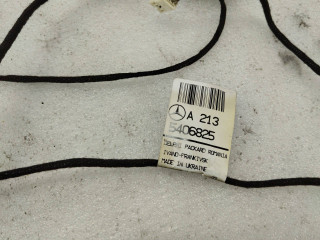 A 213
5406825
DELPHI PACKARD ROMANIA
IVANO-FRANKIVSK
MADE IN UKRAINE